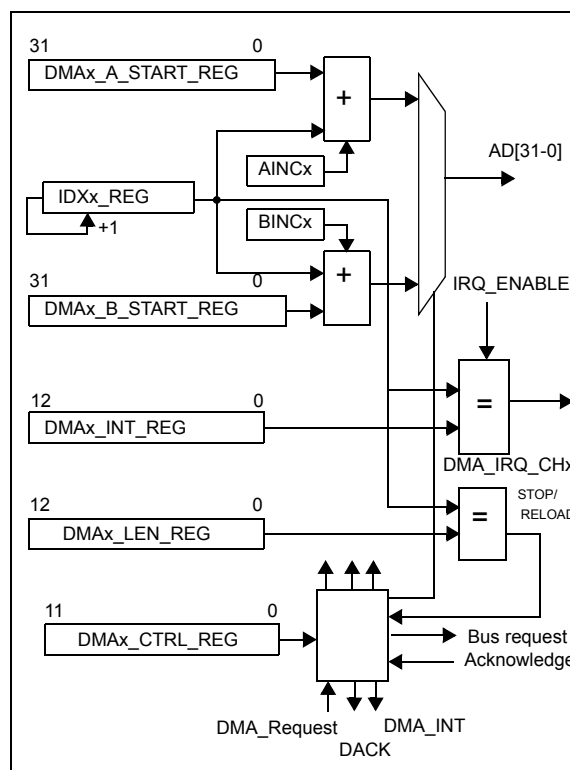 31 0
DMAx_A_START_REG
+
AINCx
AD[31-0]
IDXx_REG
+1
BINCx
31 0
DMAx_B_START_REG
+
IRQ_ENABLE
12 0
DMAx_INT_REG
=
DMA_IRQ_CHx
12 0
DMAx_LEN_REG
=
STOP/
RELOAD
11 0
DMAx_CTRL_REG
Bus request
Acknowledge
DMA_Request
DMA_INT
DACK